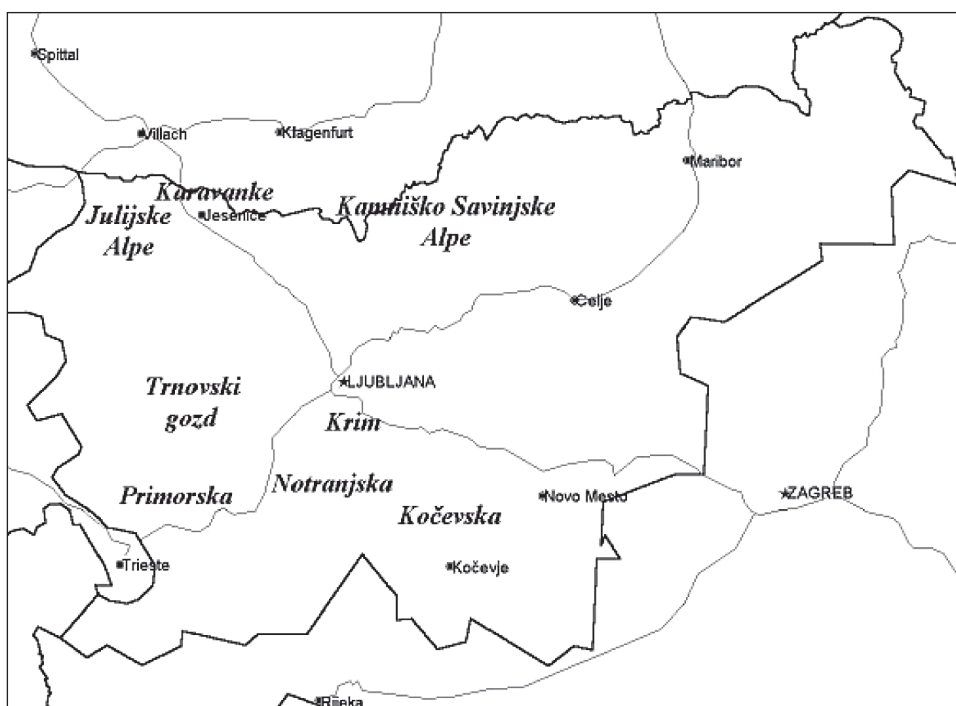 Spittal
Villach
Klagenfurt
Maribor
Karavanke
Jesenice
Julijske
Alpe
Kamniško Savinjske
Alpe
Celje
LJUBLJANA
Trnovski
gozd
Krim
Notranjska
Primorska
Novo Mesto
ZAGREB
Kočevska
Trieste
Kočevje
Rijeka